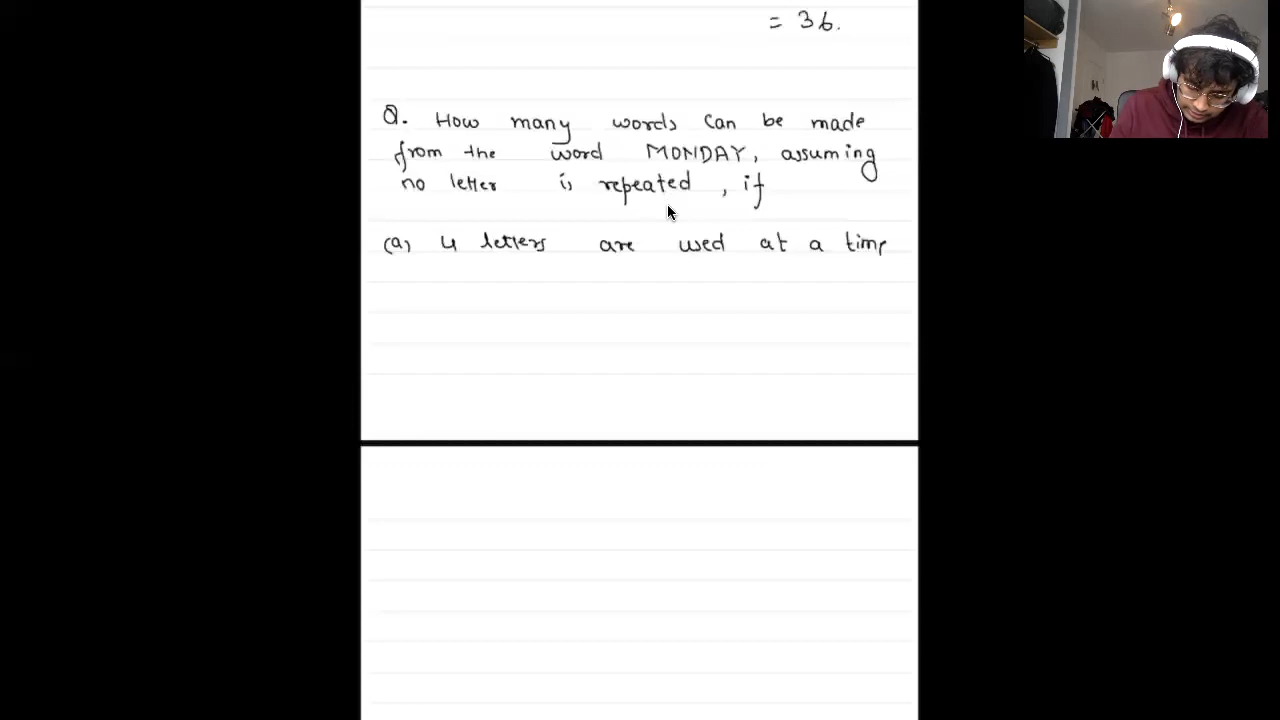 = 36.
Q. How many words can be made
from the word MONDAY, assuming
no letter is repeated, if
(a) 4 letters are used at a time